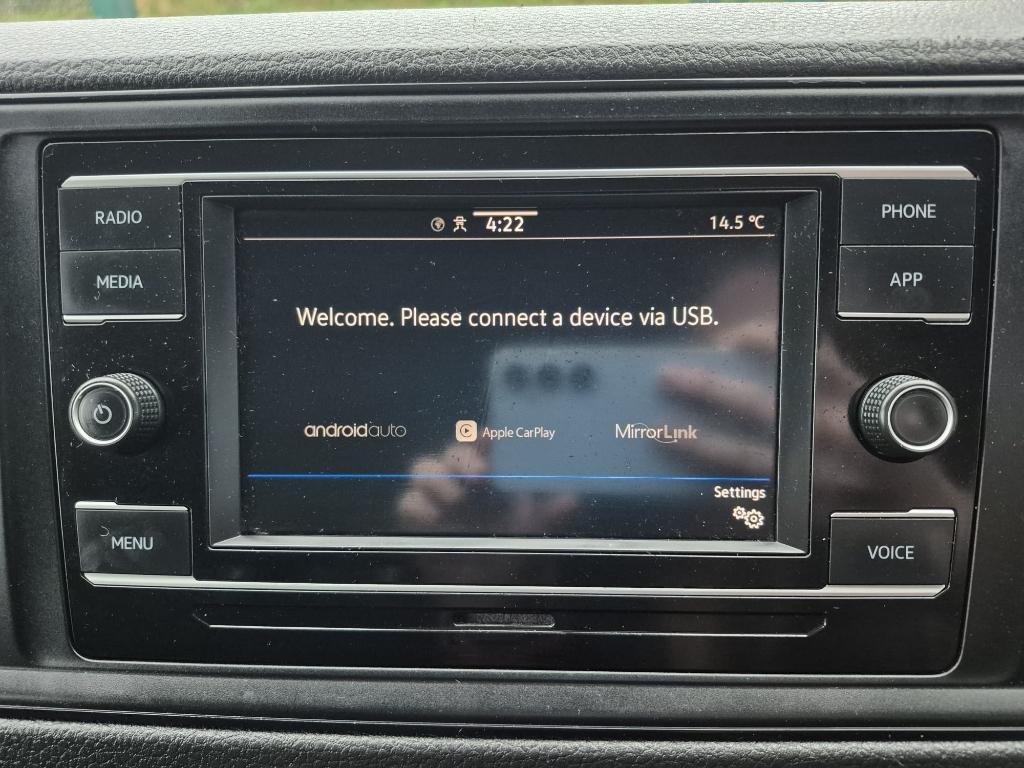 RADIO
MEDIA
MENU
4:22
14.5 °C
Welcome. Please connect a device via USB.
androidauto
Apple CarPlay
MirrorLink
Settings
PHONE
APP
VOICE